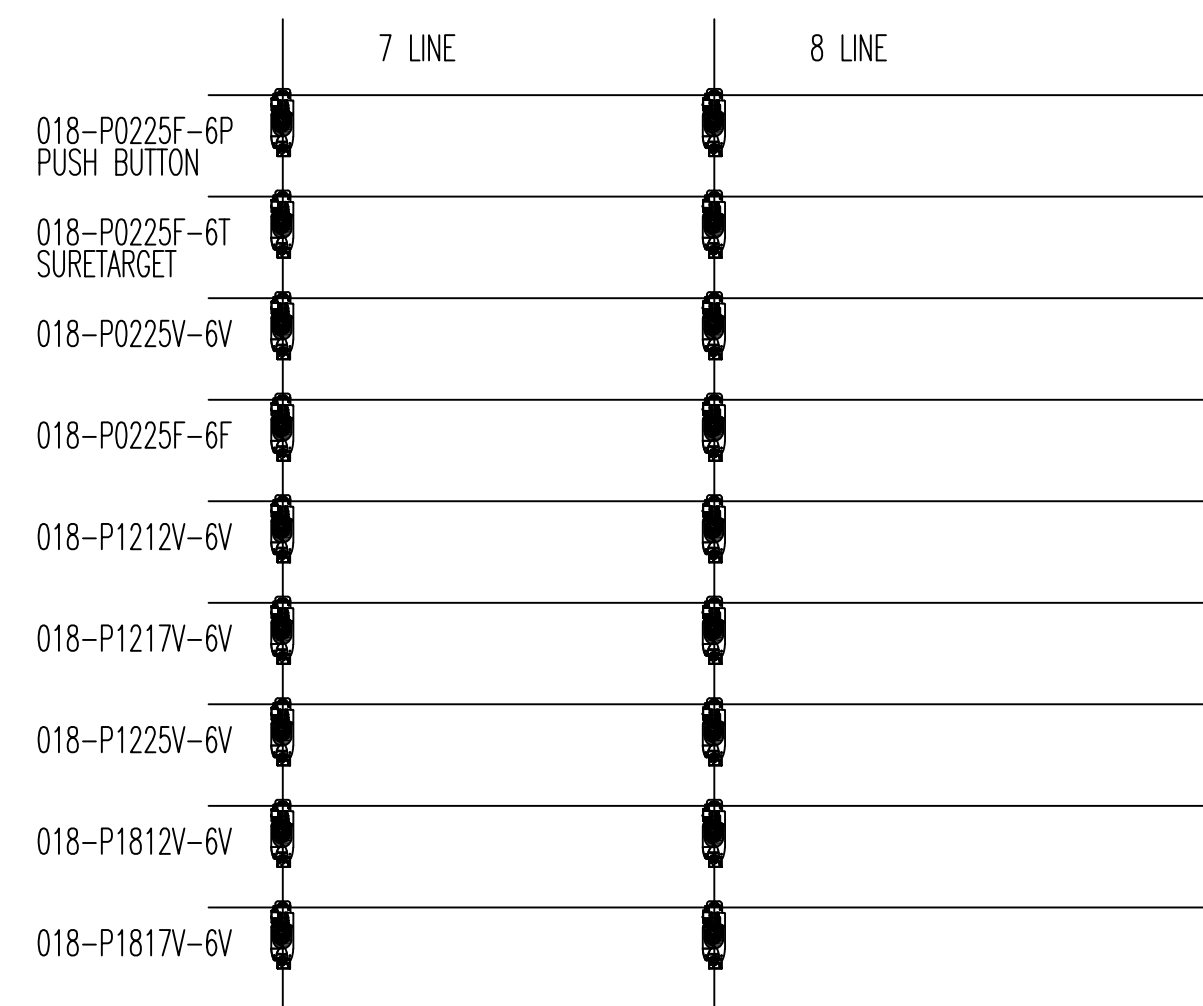 7 LINE
8 LINE
018-P0225F-6P
PUSH BUTTON
018-P0225F-6T
SURETARGET
018-P0225V-6V
018-P0225F-6F
018-P1212V-6V
018-P1217V-6V
018-P1225V-6V
018-P1812V-6V
018-P1817V-6V